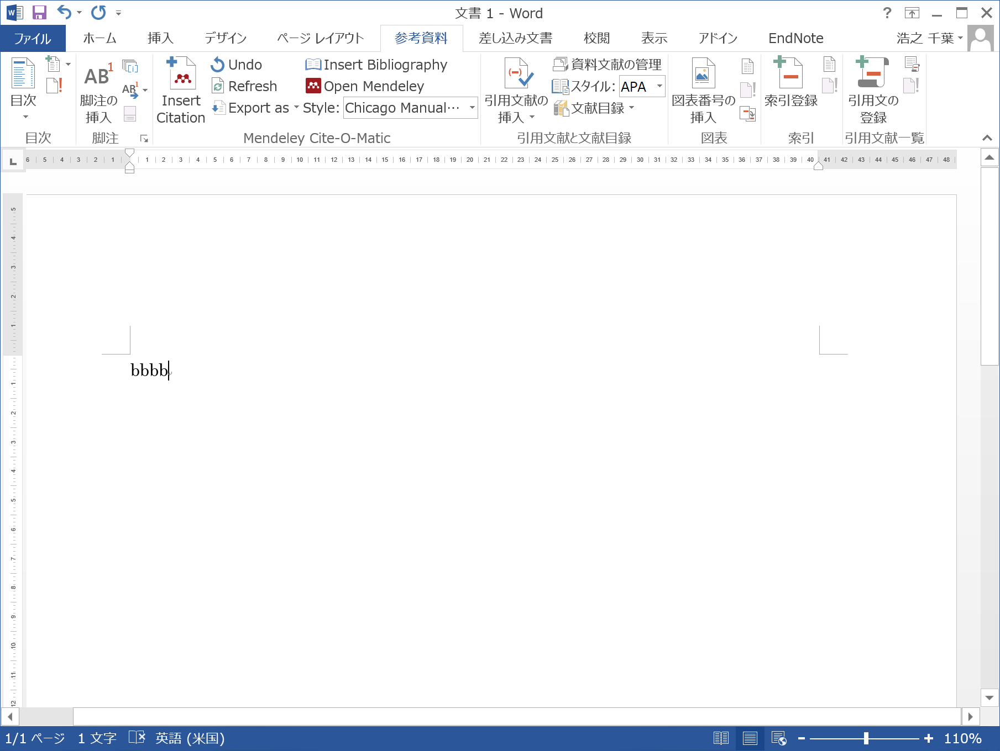 文書 1 - Word
?
ファイル ホーム 挿入 デザイン ページ レイアウト 参考資料 差し込み文書 校閲 表示 アドイン EndNote 浩之 千葉
目次
目次
AB1
脚注の
挿入
AB1
脚注
Insert
Citation
Undo
Refresh
Export as
Insert Bibliography
Open Mendeley
Style: Chicago Manual…
Mendeley Cite-O-Matic
引用文献の
挿入
資料文献の管理
スタイル: APA
文献目録
引用文献と文献目録
図表番号の
挿入
図表
索引登録
索引
引用文の
登録
引用文献一覧
6 5 4 3 2 1 1 2 3 4 5 6 7 8 9 10 11 12 13 14 15 16 17 18 19 20 21 22 23 24 25 26 27 28 29 30 31 32 33 34 35 36 37 38 39 40 41 42 43 44 45 46 47 48
5
4
3
2
1
bbbb
1
2
3
4
5
6
7
8
9
10
11
12
1/1 ページ 1 文字 英語 (米国) 110%